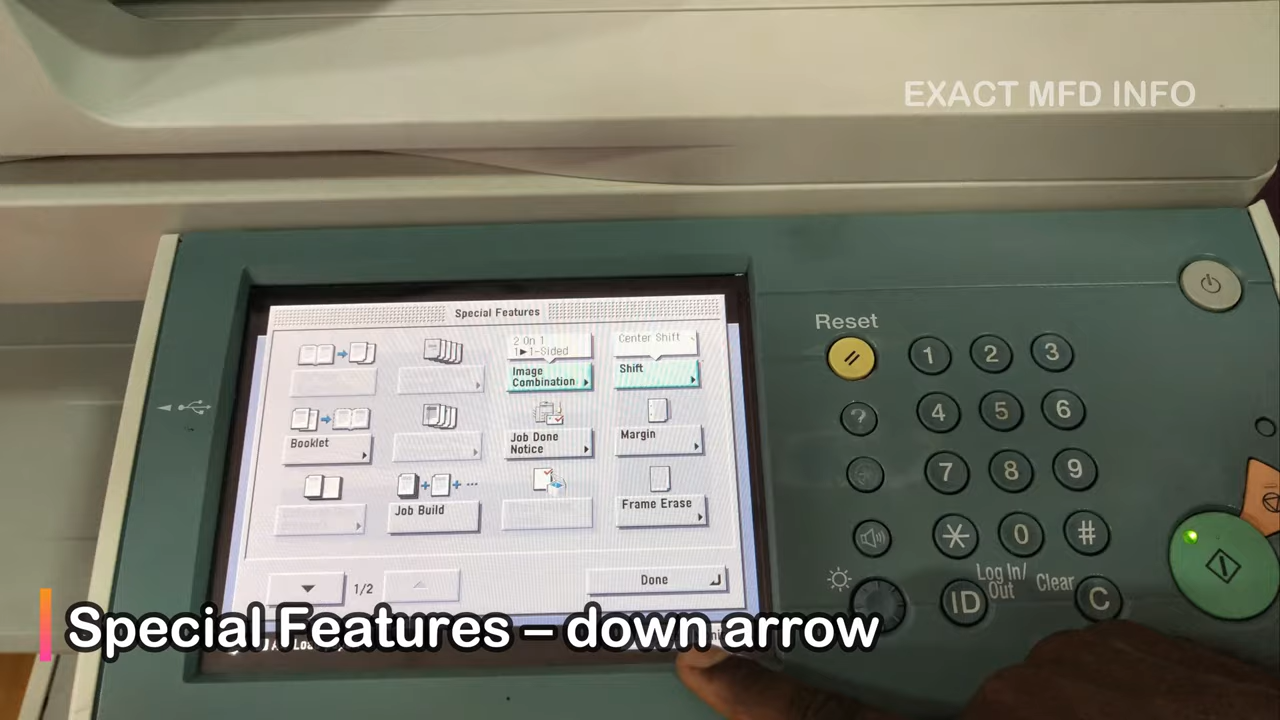 EXACT MFD INFO
Special Features
2 On 1
1▶1-Sided
Image
Combination
Center Shift
Shift
Booklet
Job Done
Notice
Margin
Job Build
Frame Erase
1/2
Done
Reset
1 2 3
4 5 6
7 8 9
* 0 #
?
Log In/
Out
ID
Clear
C
Special Features – down arrow